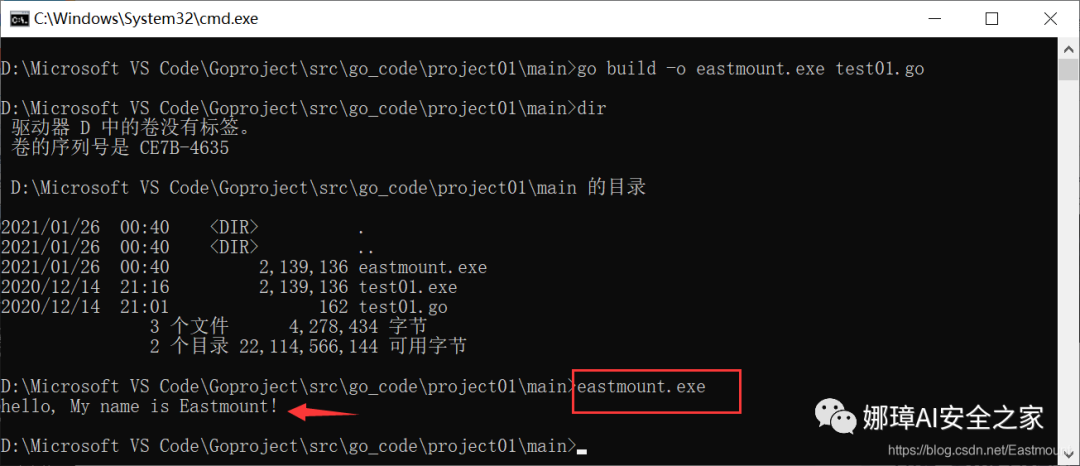 C:\Windows\System32\cmd.exe
D:\Microsoft VS Code\Goproject\src\go_code\project01\main>go build -o eastmount.exe test01.go
D:\Microsoft VS Code\Goproject\src\go_code\project01\main>dir
驱动器 D 中的卷没有标签。
卷的序列号是 CE7B-4635
D:\Microsoft VS Code\Goproject\src\go_code\project01\main 的目录
2021/01/26  00:40    <DIR>          .
2021/01/26  00:40    <DIR>          ..
2021/01/26  00:40         2,139,136 eastmount.exe
2020/12/14  21:16         2,139,136 test01.exe
2020/12/14  21:01               162 test01.go
3 个文件      4,278,434 字节
2 个目录 22,114,566,144 可用字节
D:\Microsoft VS Code\Goproject\src\go_code\project01\main>eastmount.exe
hello, My name is Eastmount!
D:\Microsoft VS Code\Goproject\src\go_code\project01\main>
娜璋AI安全之家
https://blog.csdn.net/Eastmount